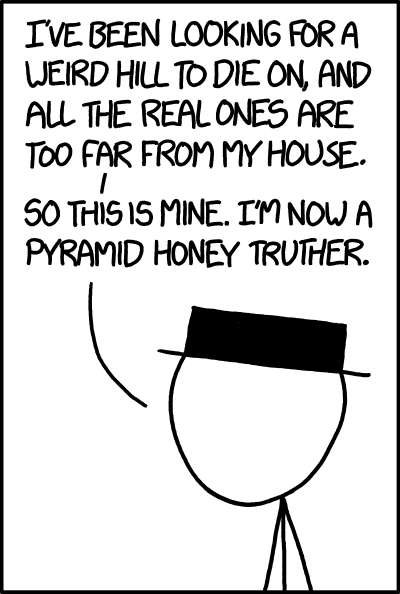 I'VE BEEN LOOKING FOR A
WEIRD HILL TO DIE ON, AND
ALL THE REAL ONES ARE
TOO FAR FROM MY HOUSE.
SO THIS IS MINE. I'M NOW A
PYRAMID HONEY TRUTHER.